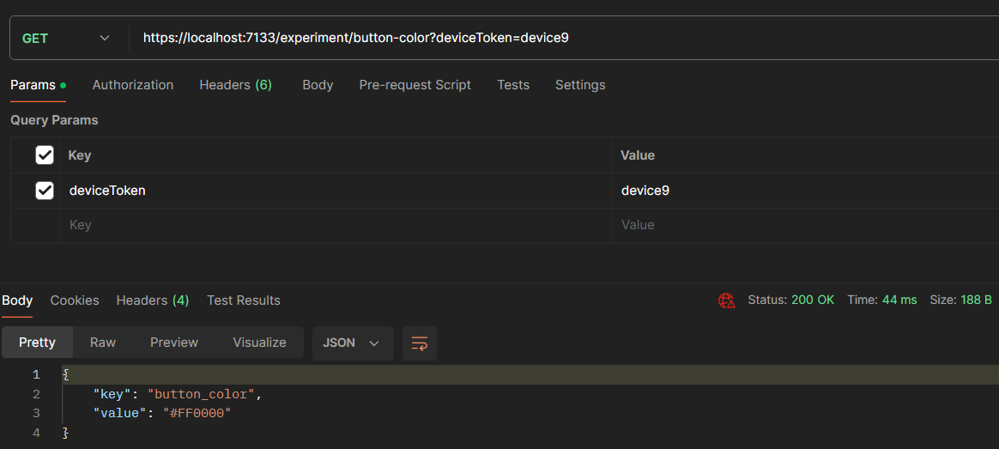 GET https://localhost:7133/experiment/button-color?deviceToken=device9
Params Authorization Headers (6) Body Pre-request Script Tests Settings
Query Params
Key Value
deviceToken device9
Key Value
Body Cookies Headers (4) Test Results Status: 200 OK Time: 44 ms Size: 188 B
Pretty Raw Preview Visualize JSON
1 {
2 "key": "button_color",
3 "value": "#FF0000"
4 }